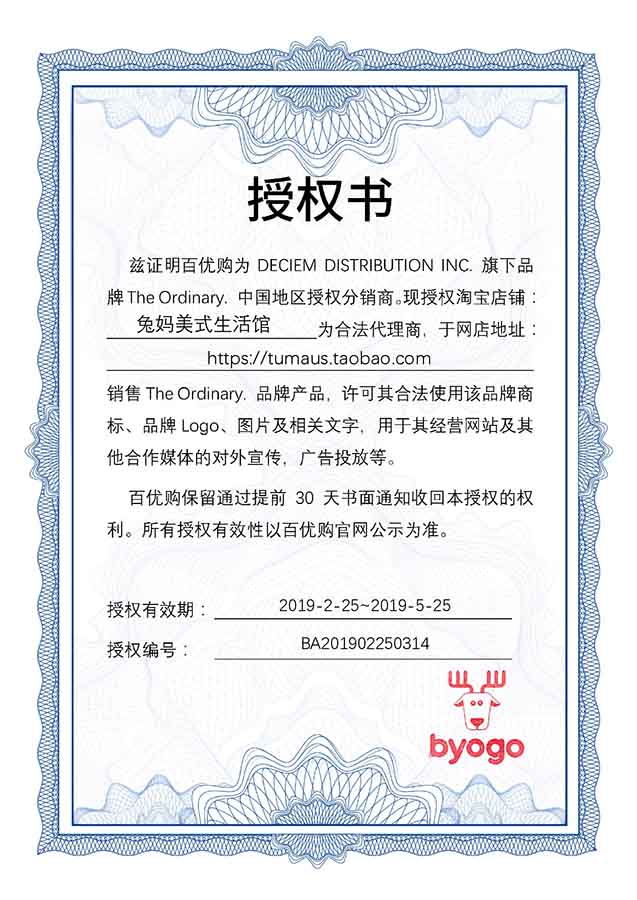 授权书
兹证明百优购为 DECIEM DISTRIBUTION INC. 旗下品
牌 The Ordinary. 中国地区授权分销商。现授权淘宝店铺：
兔妈美式生活馆 为合法代理商，于网店地址：
https://tumaus.taobao.com
销售 The Ordinary. 品牌产品，许可其合法使用该品牌商
标、品牌 Logo、图片及相关文字，用于其经营网站及其
他合作媒体的对外宣传，广告投放等。
百优购保留通过提前 30 天书面通知收回本授权的权
利。所有授权有效性以百优购官网公示为准。
授权有效期： 2019-2-25~2019-5-25
授权编号： BA201902250314
byogo